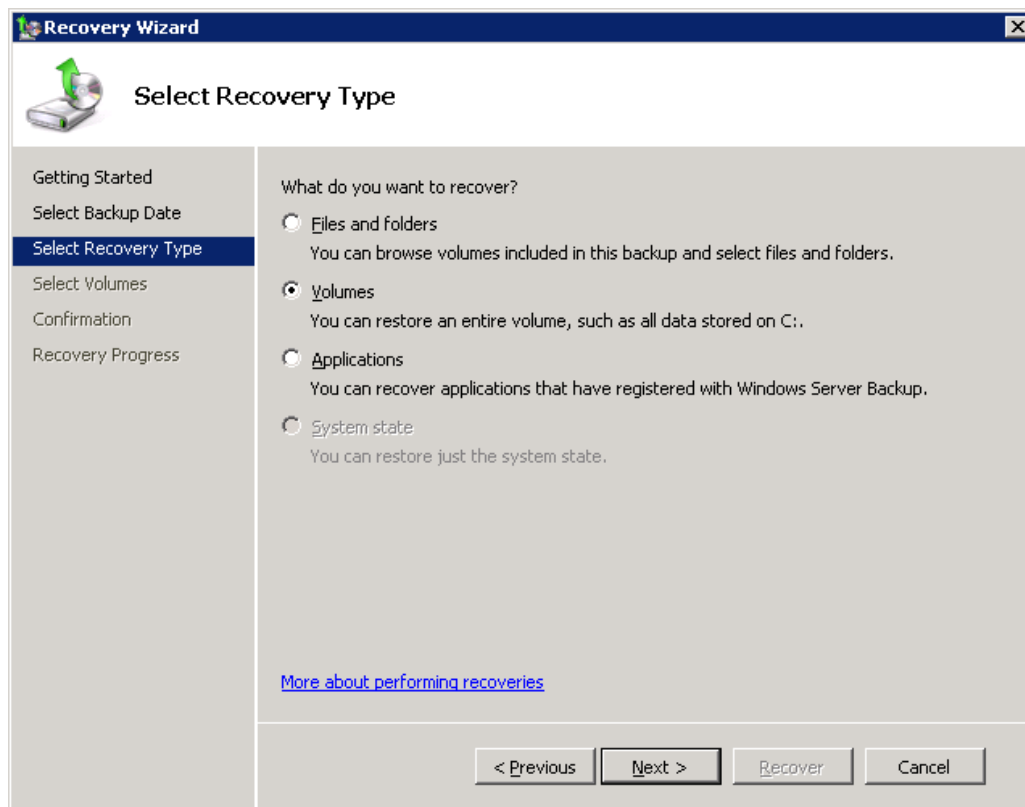 Recovery Wizard
Select Recovery Type
Getting Started
Select Backup Date
Select Recovery Type
Select Volumes
Confirmation
Recovery Progress
What do you want to recover?
Files and folders
You can browse volumes included in this backup and select files and folders.
Volumes
You can restore an entire volume, such as all data stored on C:.
Applications
You can recover applications that have registered with Windows Server Backup.
System state
You can restore just the system state.
More about performing recoveries
< Previous
Next >
Recover
Cancel